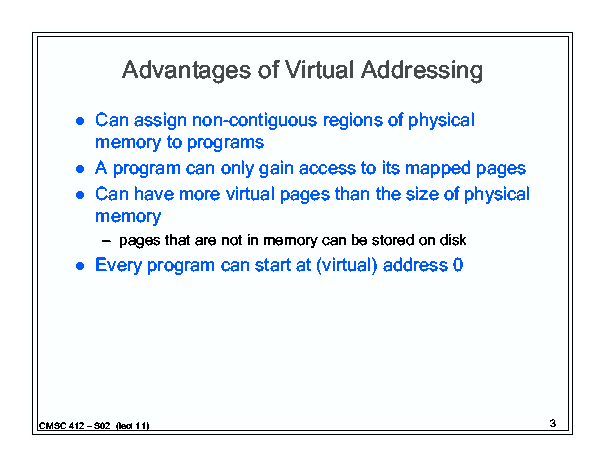 Advantages of Virtual Addressing
● Can assign non-contiguous regions of physical
memory to programs
● A program can only gain access to its mapped pages
● Can have more virtual pages than the size of physical
memory
– pages that are not in memory can be stored on disk
● Every program can start at (virtual) address 0
CMSC 412 – S02 (lect 11)
3